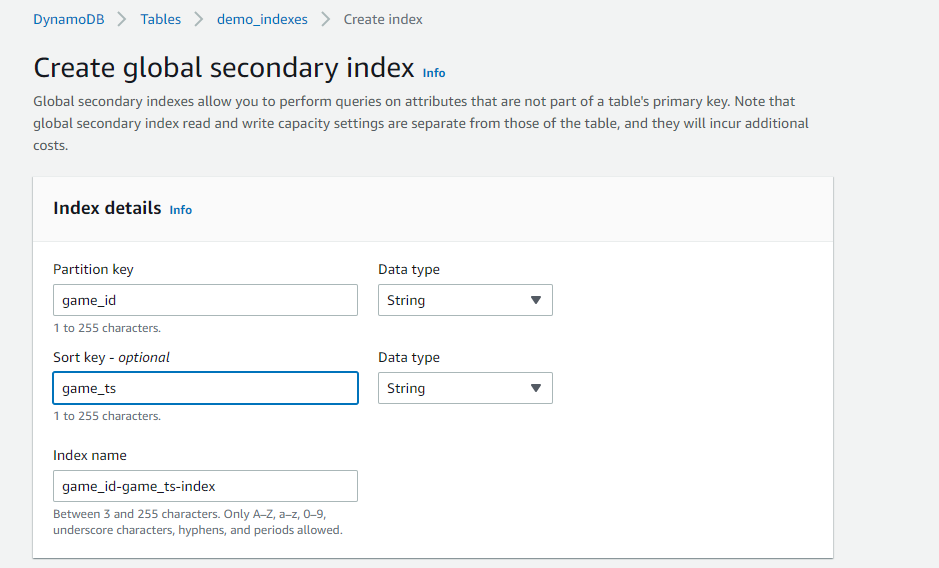 DynamoDB > Tables > demo_indexes > Create index
Create global secondary index Info
Global secondary indexes allow you to perform queries on attributes that are not part of a table's primary key. Note that
global secondary index read and write capacity settings are separate from those of the table, and they will incur additional
costs.
Index details Info
Partition key
Data type
game_id
String
1 to 255 characters.
Sort key - optional
Data type
game_ts
String
1 to 255 characters.
Index name
game_id-game_ts-index
Between 3 and 255 characters. Only A–Z, a–z, 0–9,
underscore characters, hyphens, and periods allowed.